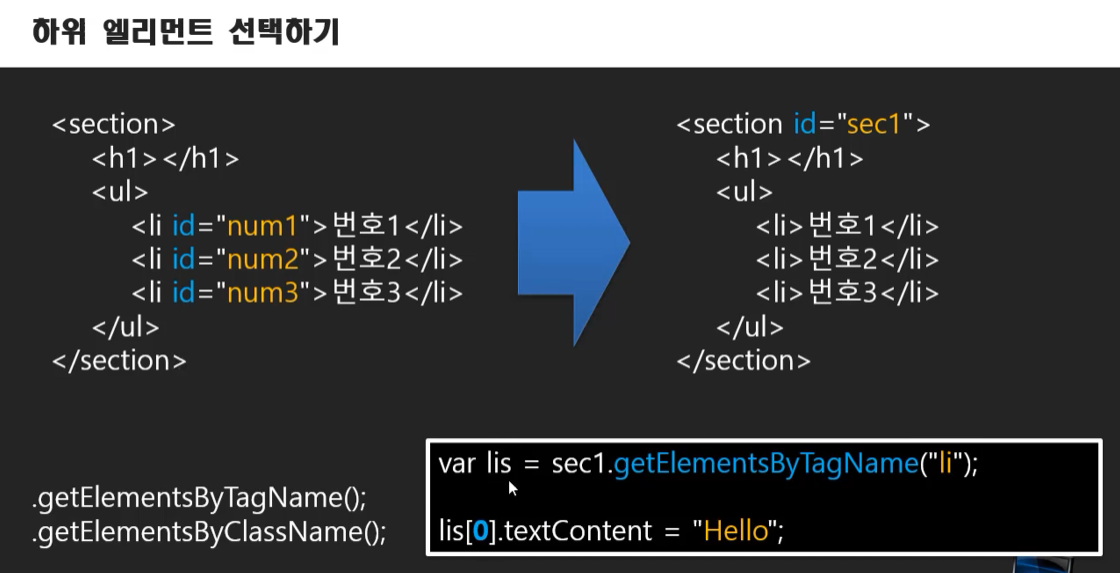 하위 엘리먼트 선택하기
<section>
<h1></h1>
<ul>
<li id="num1">번호1</li>
<li id="num2">번호2</li>
<li id="num3">번호3</li>
</ul>
</section>
<section id="sec1">
<h1></h1>
<ul>
<li>번호1</li>
<li>번호2</li>
<li>번호3</li>
</ul>
</section>
.getElementsByTagName();
.getElementsByClassName();
var lis = sec1.getElementsByTagName("li");
lis[0].textContent = "Hello";